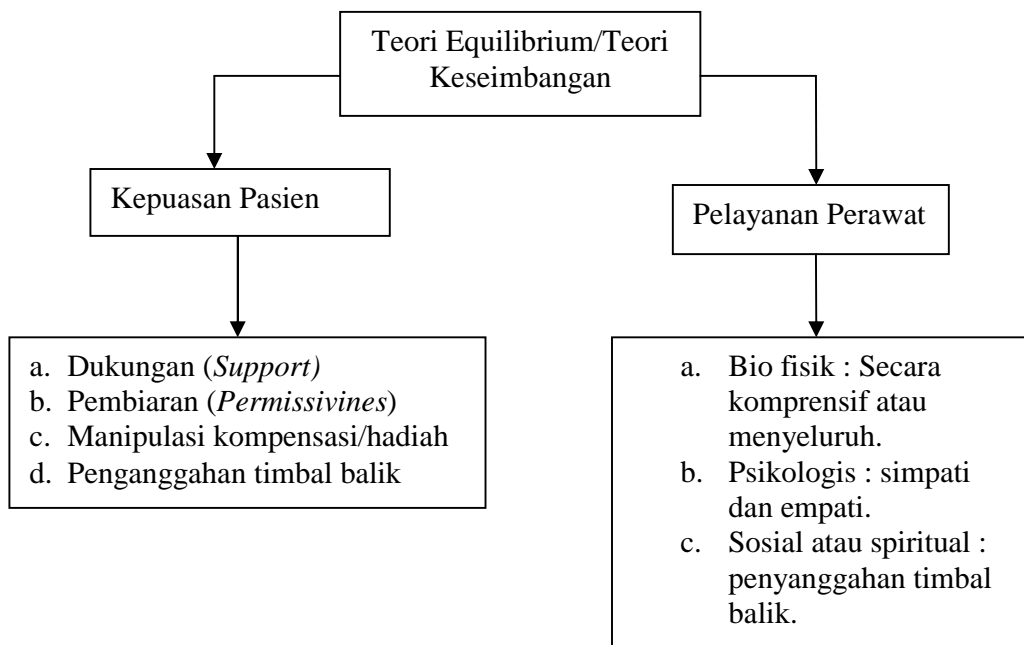 Teori Equilibrium/Teori
Keseimbangan
Kepuasan Pasien
Pelayanan Perawat
a. Dukungan (Support)
b. Pembiaran (Permissivines)
c. Manipulasi kompensasi/hadiah
d. Penganggahan timbal balik
a. Bio fisik : Secara
komprensif atau
menyeluruh.
b. Psikologis : simpati
dan empati.
c. Sosial atau spiritual :
penyanggahan timbal
balik.